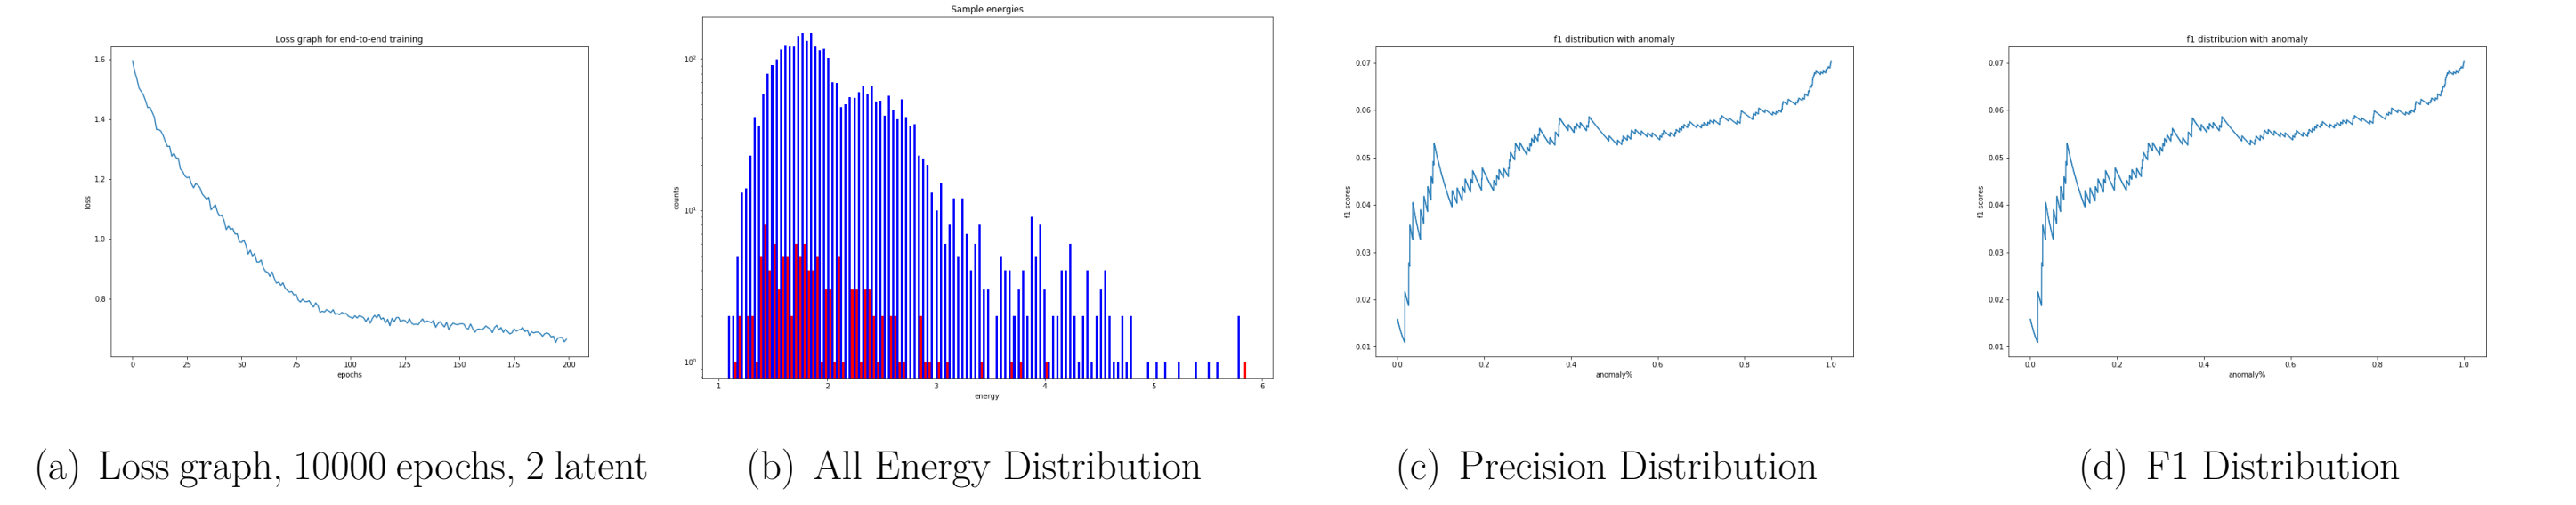 Loss graph for end-to-end training
1.6
1.4
1.2
1.0
0.8
loss
0 25 50 75 100 125 150 175 200
epochs
(a) Loss graph, 10000 epochs, 2 latent
Sample energies
10²
10¹
10⁰
counts
1 2 3 4 5 6
energy
(b) All Energy Distribution
f1 distribution with anomaly
0.07
0.06
0.05
0.04
0.03
0.02
0.01
f1 scores
0.0 0.2 0.4 0.6 0.8 1.0
anomaly%
(c) Precision Distribution
f1 distribution with anomaly
0.07
0.06
0.05
0.04
0.03
0.02
0.01
f1 scores
0.0 0.2 0.4 0.6 0.8 1.0
anomaly%
(d) F1 Distribution